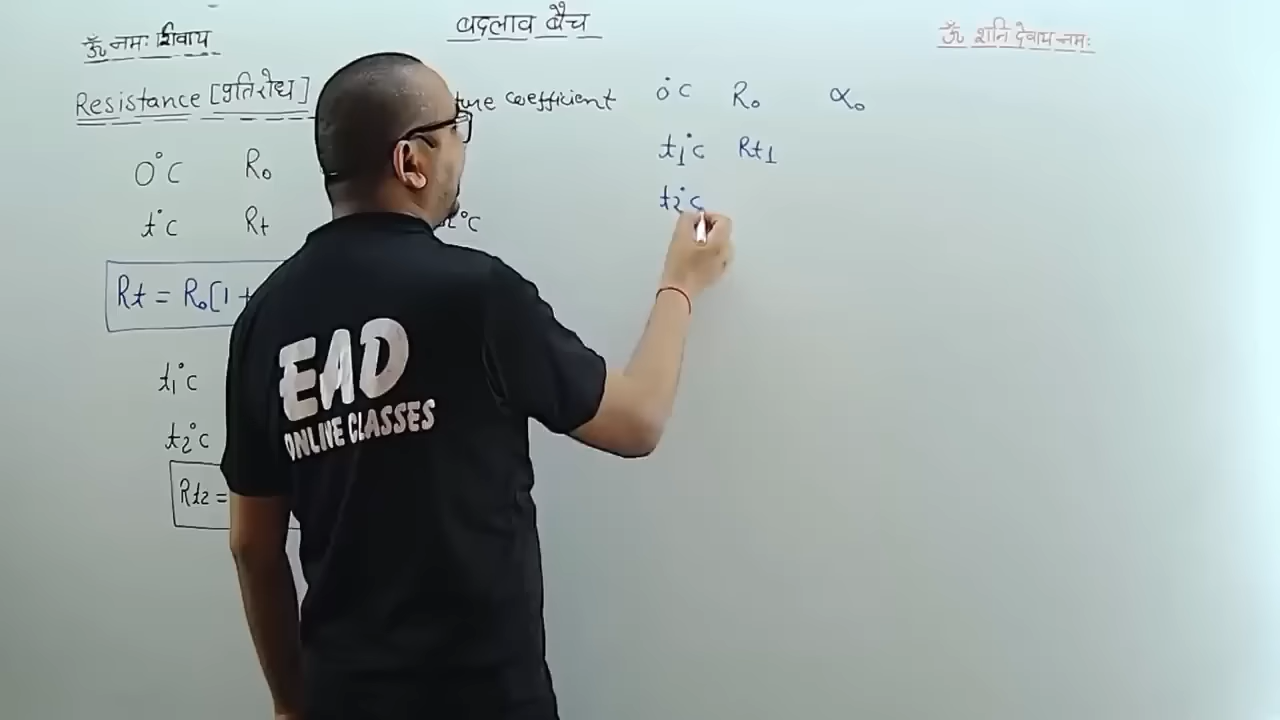 बदलाव बैच
ॐ नमः शिवाय
ॐ शनि देवाय नमः
Resistance [प्रतिरोध]
ture coefficient
0°C R₀
t°C Rt
°C
Rt = R₀[1+
t₁°C
t₂°C
Rt2 =
0°C R₀ α₀
t₁°C Rt1
t₂°C
EAD
ONLINE CLASSES